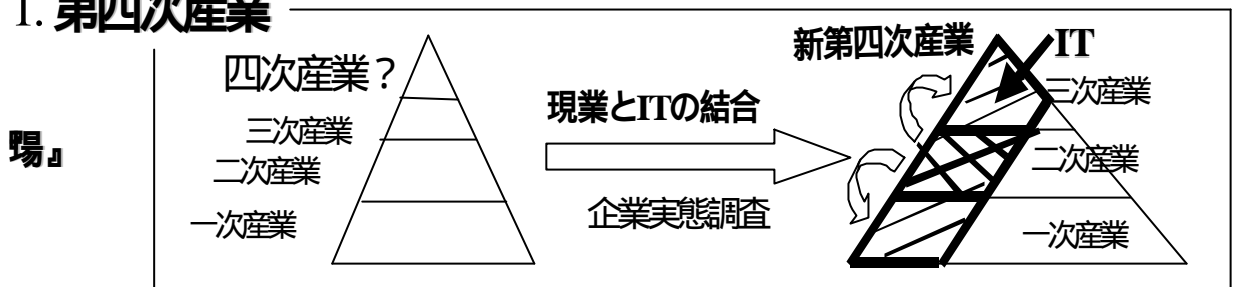 1. 第四次産業
場』
四次産業？
三次産業
二次産業
一次産業
現業とITの結合
企業実態調査
新第四次産業
IT
三次産業
二次産業
一次産業